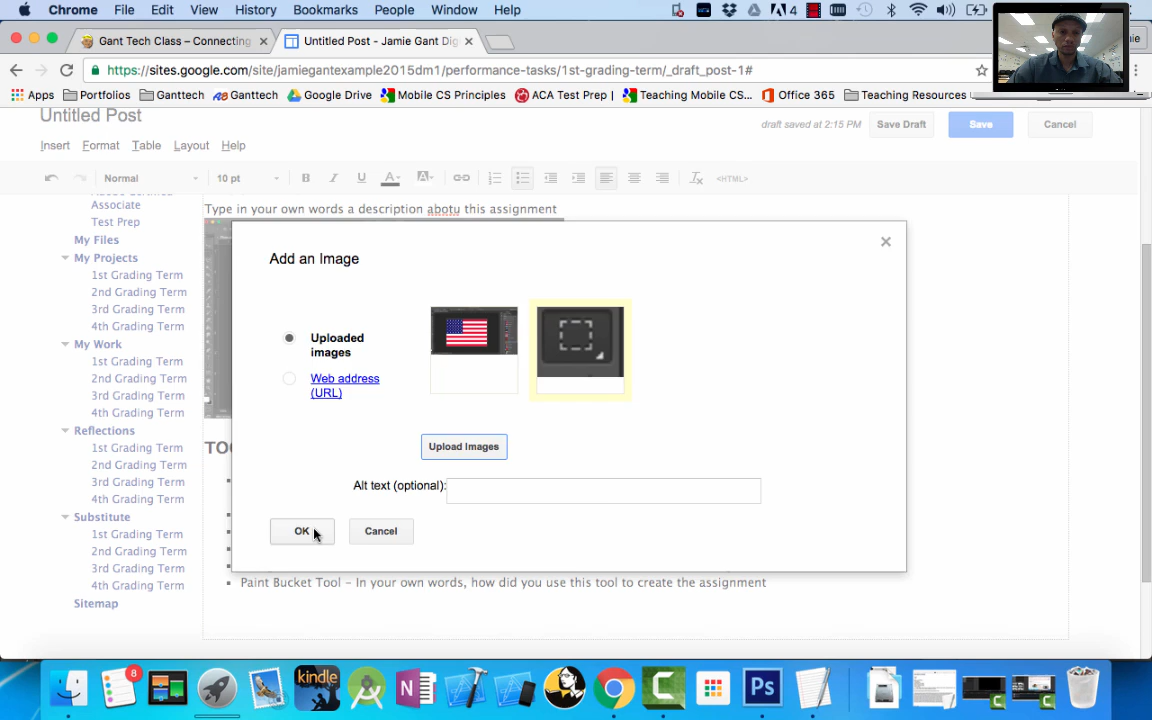 Chrome File Edit View History Bookmarks People Window Help 4
Gant Tech Class – Connecting Untitled Post - Jamie Gant Dig
https://sites.google.com/site/jamiegantexample2015dm1/performance-tasks/1st-grading-term/_draft_post-1#
Apps Portfolios Ganttech Ganttech Google Drive Mobile CS Principles ACA Test Prep Teaching Mobile CS... Office 365 Teaching Resources
Untitled Post
draft saved at 2:15 PM Save Draft Save Cancel
Insert Format Table Layout Help
Normal 10 pt B I U A A <HTML>
Associate
Test Prep
My Files
My Projects
1st Grading Term
2nd Grading Term
3rd Grading Term
4th Grading Term
My Work
1st Grading Term
2nd Grading Term
3rd Grading Term
4th Grading Term
Reflections
1st Grading Term
2nd Grading Term
3rd Grading Term
4th Grading Term
Substitute
1st Grading Term
2nd Grading Term
3rd Grading Term
4th Grading Term
Sitemap
Type in your own words a description abotu this assignment
Add an Image
Uploaded
images
Web address
(URL)
Upload Images
Alt text (optional):
OK Cancel
Paint Bucket Tool – In your own words, how did you use this tool to create the assignment
8
kindle
N
C
Ps